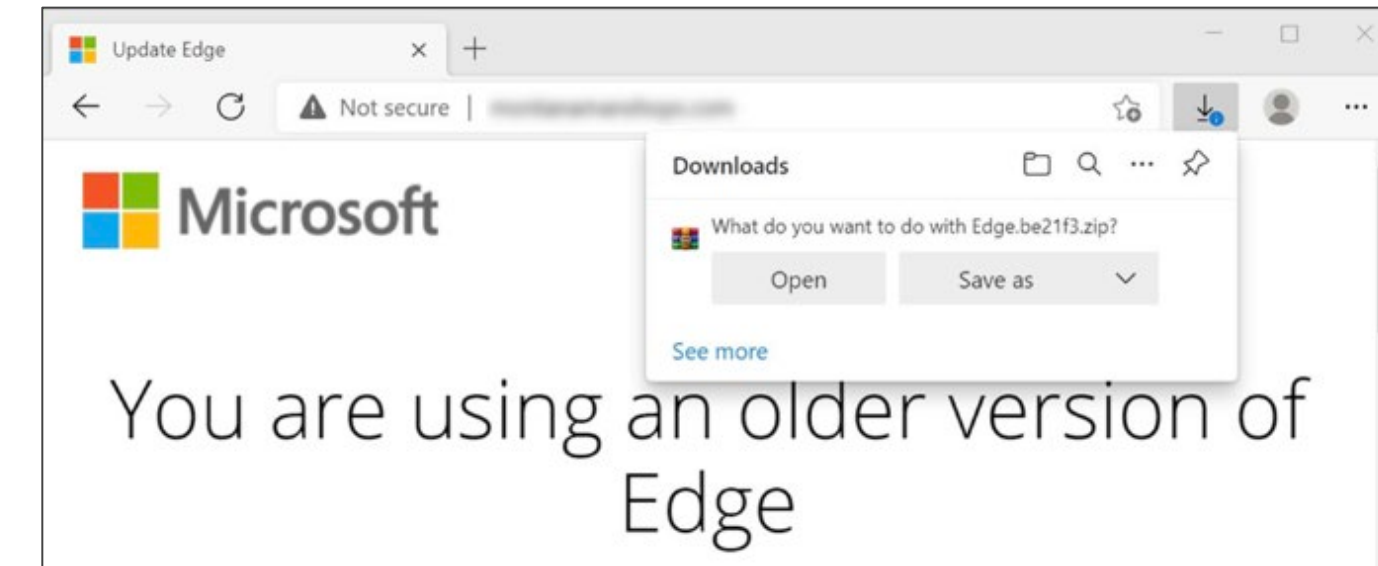 Update Edge
Not secure
Microsoft
Downloads
What do you want to do with Edge.be21f3.zip?
Open
Save as
See more
You are using an older version of
Edge